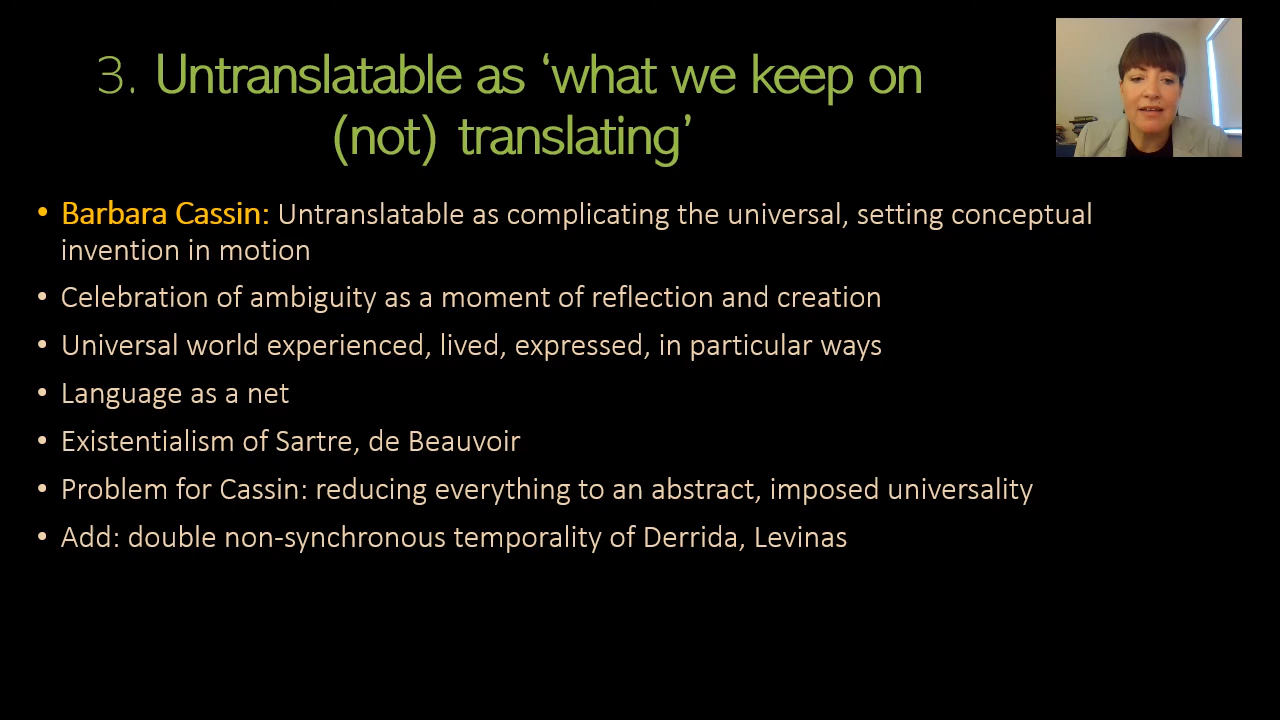 3. Untranslatable as ‘what we keep on
(not) translating’
• Barbara Cassin: Untranslatable as complicating the universal, setting conceptual
invention in motion
• Celebration of ambiguity as a moment of reflection and creation
• Universal world experienced, lived, expressed, in particular ways
• Language as a net
• Existentialism of Sartre, de Beauvoir
• Problem for Cassin: reducing everything to an abstract, imposed universality
• Add: double non-synchronous temporality of Derrida, Levinas